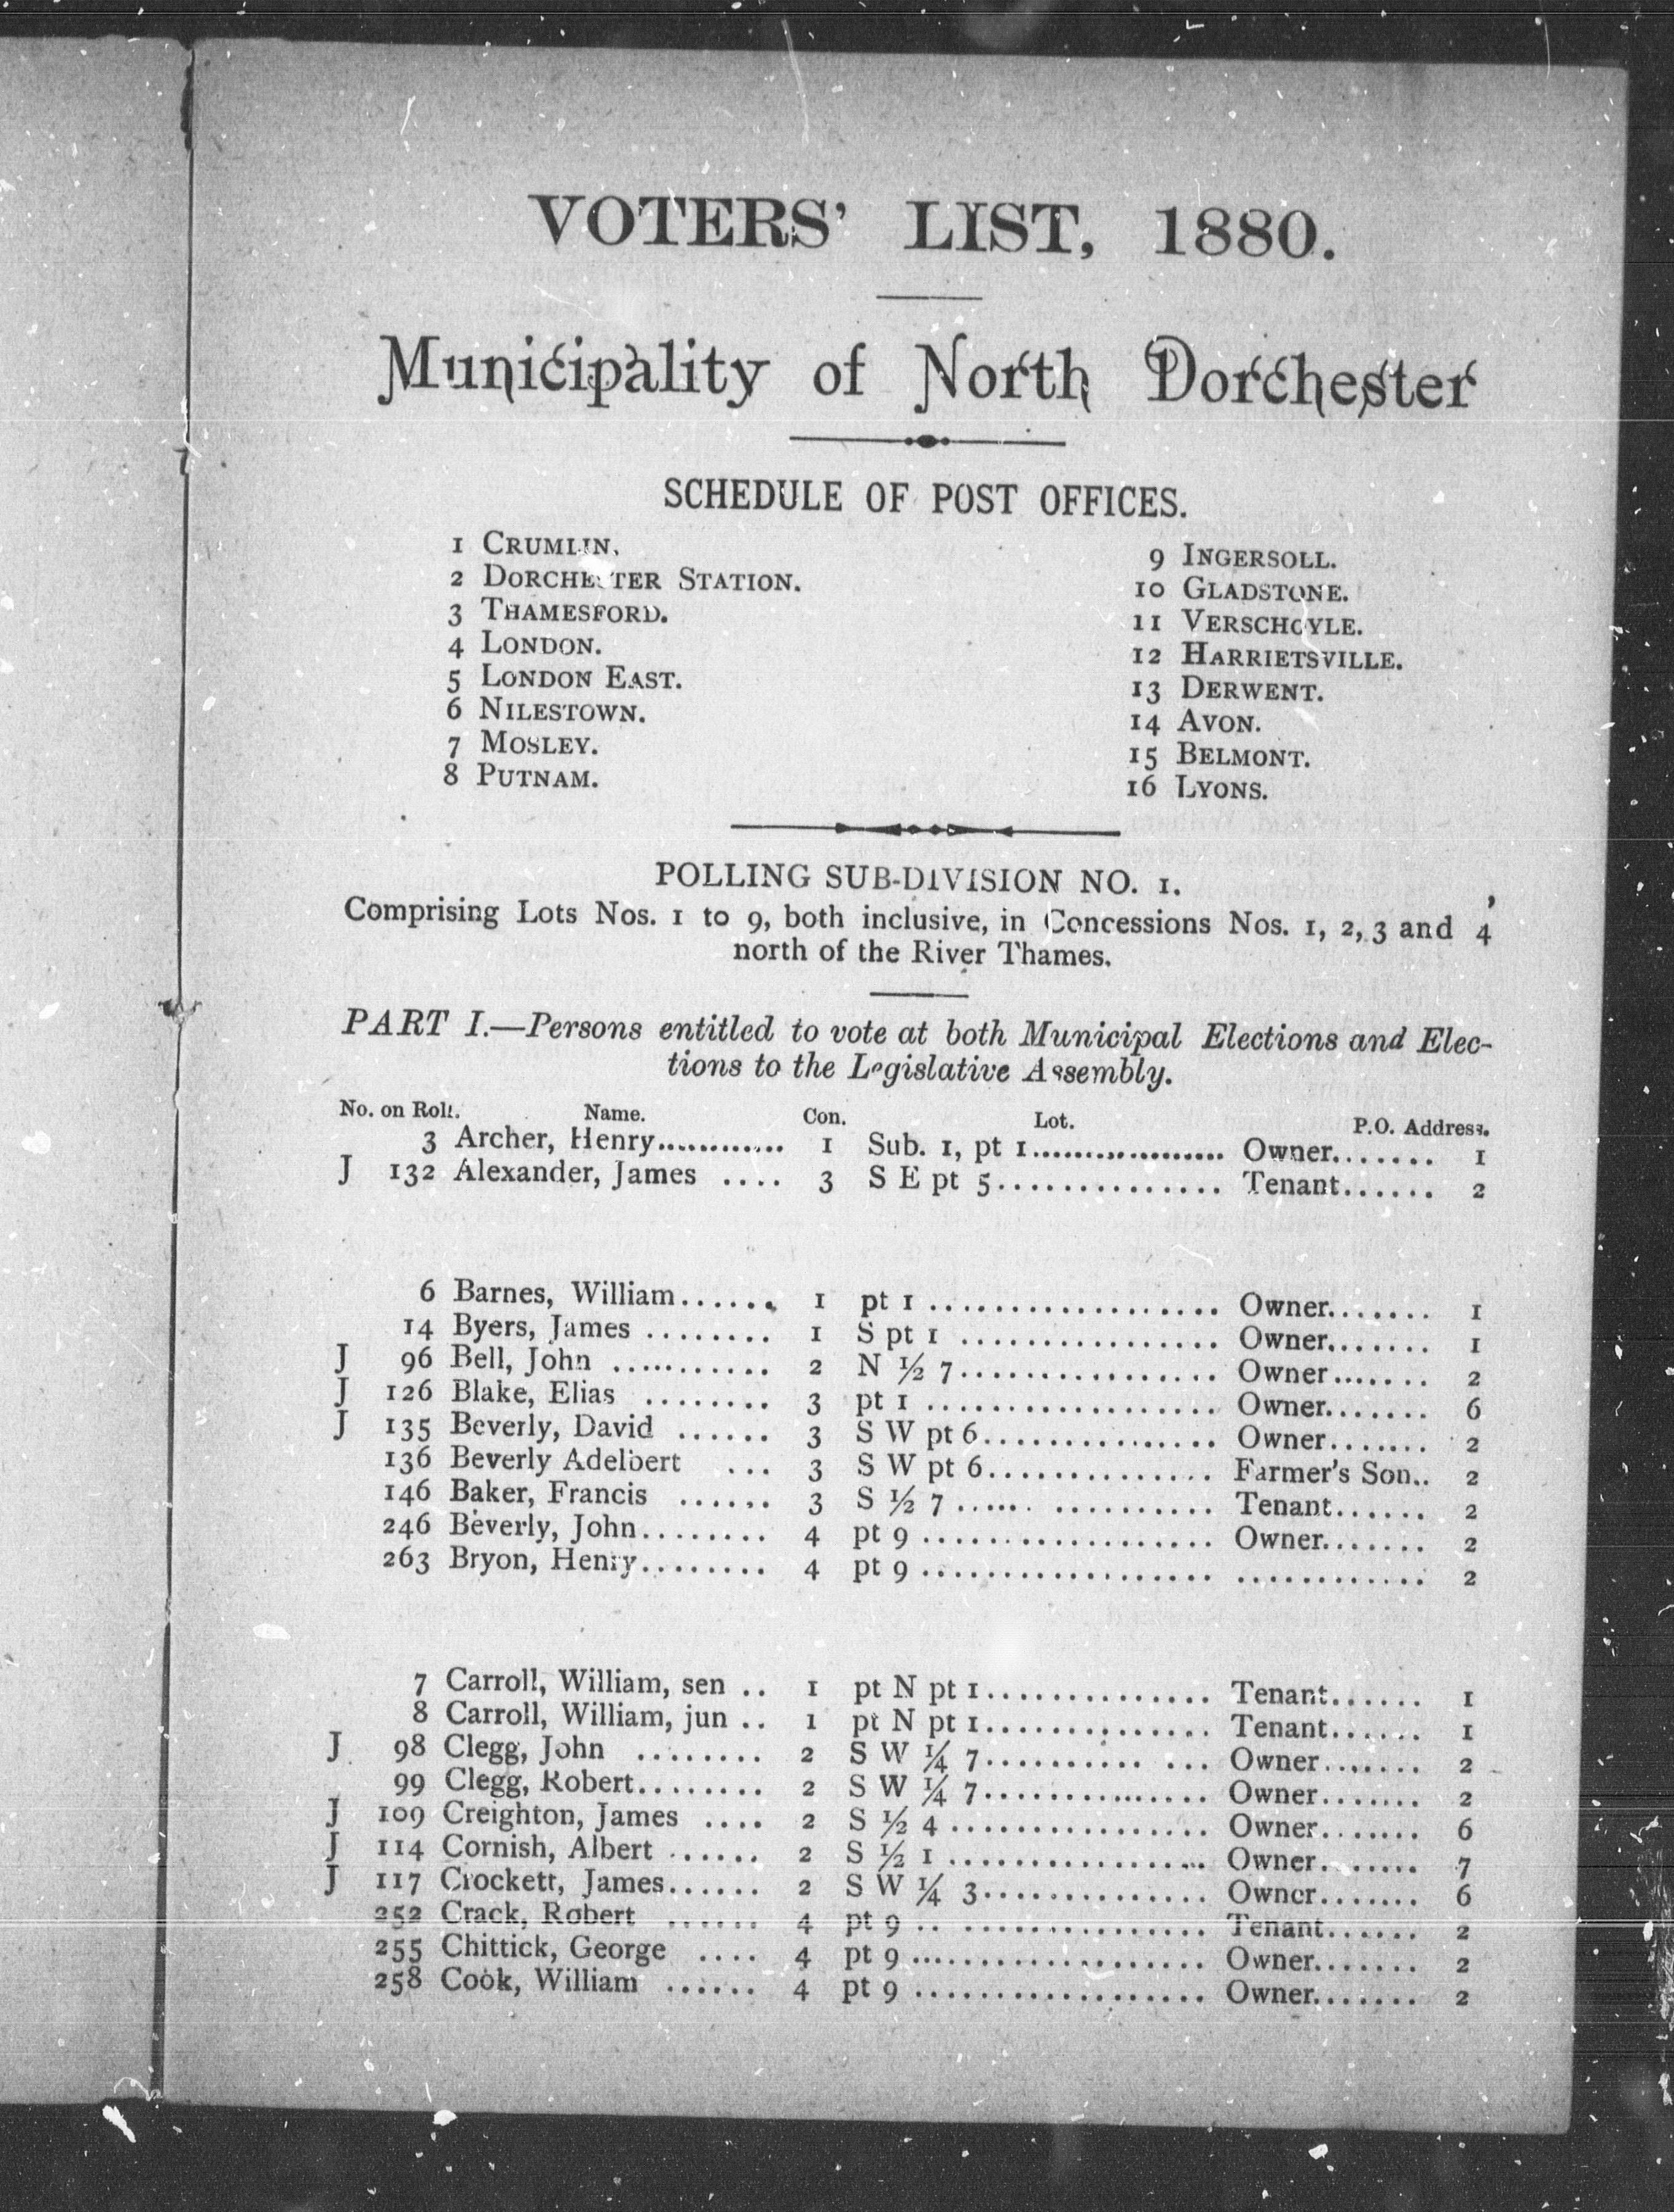 VOTERS' LIST, 1880.
Municipality of North Dorchester
SCHEDULE OF POST OFFICES.
1 CRUMLIN.
2 DORCHESTER STATION.
3 THAMESFORD.
4 LONDON.
5 LONDON EAST.
6 NILESTOWN.
7 MOSLEY.
8 PUTNAM.
9 INGERSOLL.
10 GLADSTONE.
11 VERSCHOYLE.
12 HARRIETSVILLE.
13 DERWENT.
14 AVON.
15 BELMONT.
16 LYONS.
POLLING SUB-DIVISION NO. 1.
Comprising Lots Nos. 1 to 9, both inclusive, in Concessions Nos. 1, 2, 3 and 4,
north of the River Thames.
PART I.—Persons entitled to vote at both Municipal Elections and Elec-
tions to the Legislative Assembly.
No. on Roll. Name. Con. Lot. P.O. Address.
3 Archer, Henry............ 1 Sub. 1, pt 1.................. Owner....... 1
J 132 Alexander, James .... 3 S E pt 5.............. Tenant...... 2
6 Barnes, William...... 1 pt 1 .................. Owner....... 1
14 Byers, James ........ 1 S pt 1 ................ Owner....... 1
J 96 Bell, John ........... 2 N ½ 7................ Owner....... 2
J 126 Blake, Elias ........ 3 pt 1 .................. Owner....... 6
J 135 Beverly, David ...... 3 S W pt 6.............. Owner....... 2
136 Beverly Adelbert ... 3 S W pt 6.............. Farmer's Son.. 2
146 Baker, Francis ...... 3 S ½ 7 ...... .......... Tenant...... 2
246 Beverly, John........ 4 pt 9 .................. Owner....... 2
263 Bryon, Henry........ 4 pt 9 .................. ............ 2
7 Carroll, William, sen .. 1 pt N pt 1.............. Tenant...... 1
8 Carroll, William, jun .. 1 pt N pt 1.............. Tenant...... 1
J 98 Clegg, John ........ 2 S W ¼ 7.......... ... Owner....... 2
99 Clegg, Robert........ 2 S W ¼ 7.............. Owner....... 2
J 109 Creighton, James .... 2 S ½ 4 ................ Owner....... 6
J 114 Cornish, Albert ...... 2 S ½ 1 ................ Owner....... 7
J 117 Crockett, James...... 2 S W ¼ 3.............. Owner....... 6
252 Crack, Robert ...... 4 pt 9 .. ............... Tenant...... 2
255 Chittick, George .... 4 pt 9 .................. Owner....... 2
258 Cook, William ...... 4 pt 9 .................. Owner....... 2